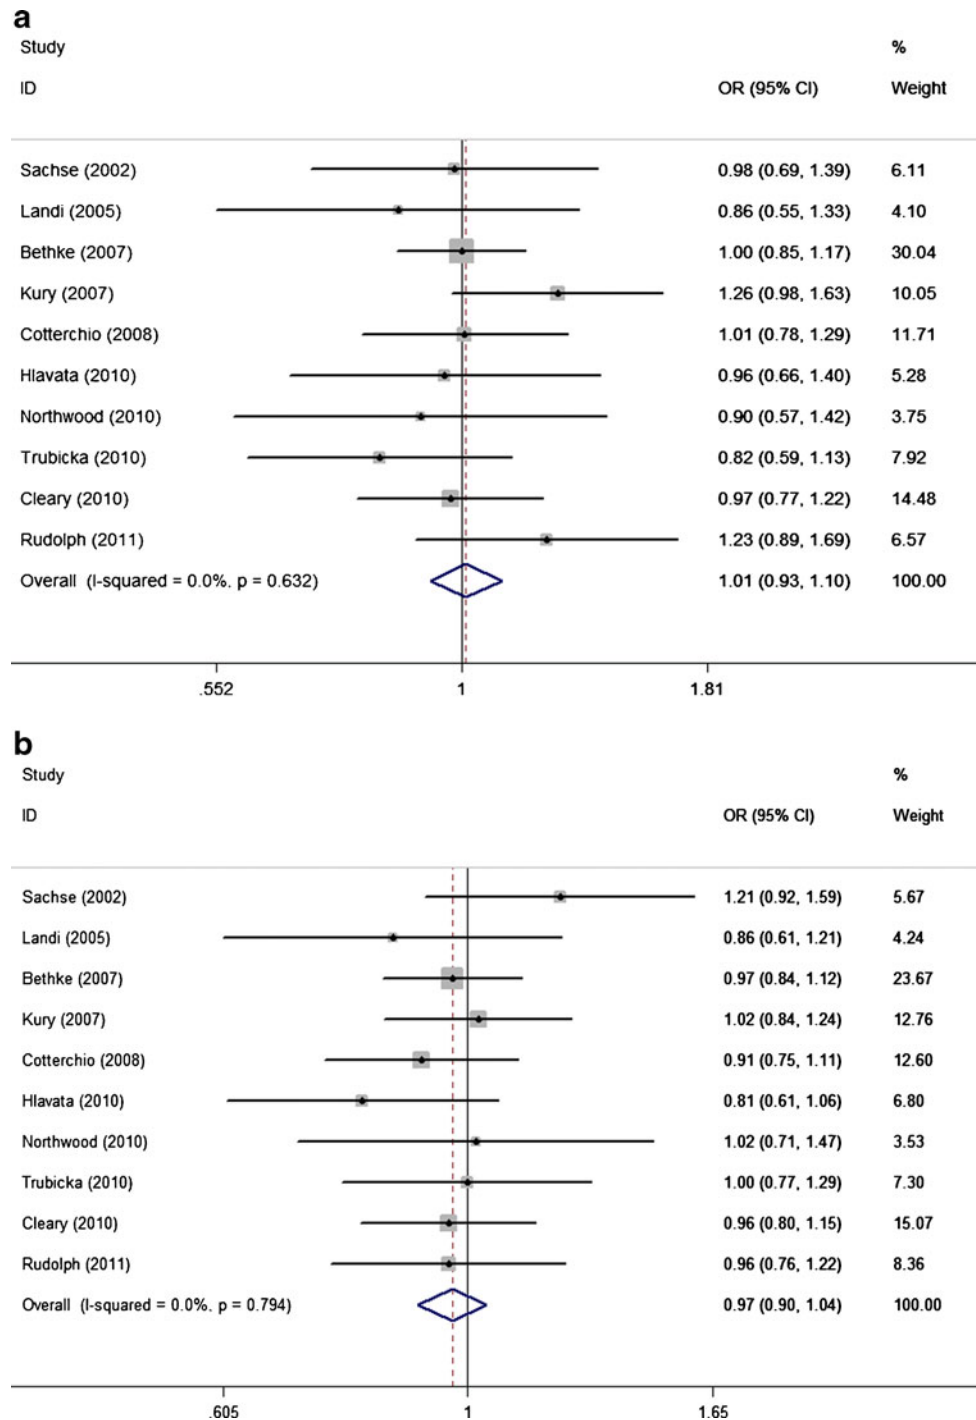 a
Study %
ID OR (95% CI) Weight
Sachse (2002) 0.98 (0.69, 1.39) 6.11
Landi (2005) 0.86 (0.55, 1.33) 4.10
Bethke (2007) 1.00 (0.85, 1.17) 30.04
Kury (2007) 1.26 (0.98, 1.63) 10.05
Cotterchio (2008) 1.01 (0.78, 1.29) 11.71
Hlavata (2010) 0.96 (0.66, 1.40) 5.28
Northwood (2010) 0.90 (0.57, 1.42) 3.75
Trubicka (2010) 0.82 (0.59, 1.13) 7.92
Cleary (2010) 0.97 (0.77, 1.22) 14.48
Rudolph (2011) 1.23 (0.89, 1.69) 6.57
Overall (I-squared = 0.0%, p = 0.632) 1.01 (0.93, 1.10) 100.00
.552 1 1.81
b
Study %
ID OR (95% CI) Weight
Sachse (2002) 1.21 (0.92, 1.59) 5.67
Landi (2005) 0.86 (0.61, 1.21) 4.24
Bethke (2007) 0.97 (0.84, 1.12) 23.67
Kury (2007) 1.02 (0.84, 1.24) 12.76
Cotterchio (2008) 0.91 (0.75, 1.11) 12.60
Hlavata (2010) 0.81 (0.61, 1.06) 6.80
Northwood (2010) 1.02 (0.71, 1.47) 3.53
Trubicka (2010) 1.00 (0.77, 1.29) 7.30
Cleary (2010) 0.96 (0.80, 1.15) 15.07
Rudolph (2011) 0.96 (0.76, 1.22) 8.36
Overall (I-squared = 0.0%, p = 0.794) 0.97 (0.90, 1.04) 100.00
.605 1 1.65